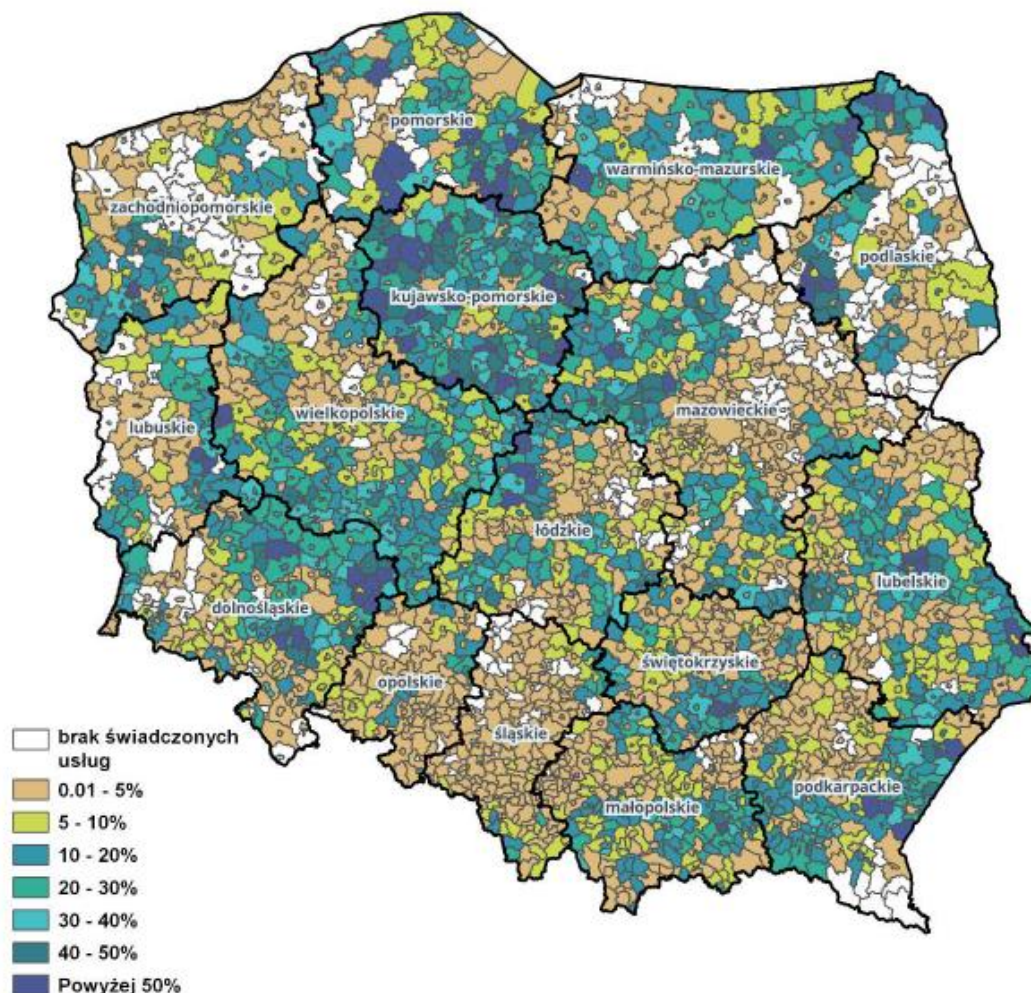 pomorskie
warmińsko-mazurskie
zachodniopomorskie
podlaskie
kujawsko-pomorskie
wielkopolskie
mazowieckie
lubuskie
łódzkie
lubelskie
dolnośląskie
świętokrzyskie
opolskie
śląskie
podkarpackie
małopolskie
brak świadczonych
usług
0.01 - 5%
5 - 10%
10 - 20%
20 - 30%
30 - 40%
40 - 50%
Powyżej 50%